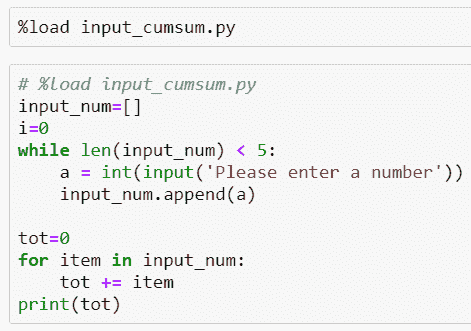 %load input_cumsum.py
# %load input_cumsum.py
input_num=[]
i=0
while len(input_num) < 5:
    a = int(input('Please enter a number'))
    input_num.append(a)

tot=0
for item in input_num:
    tot += item
print(tot)